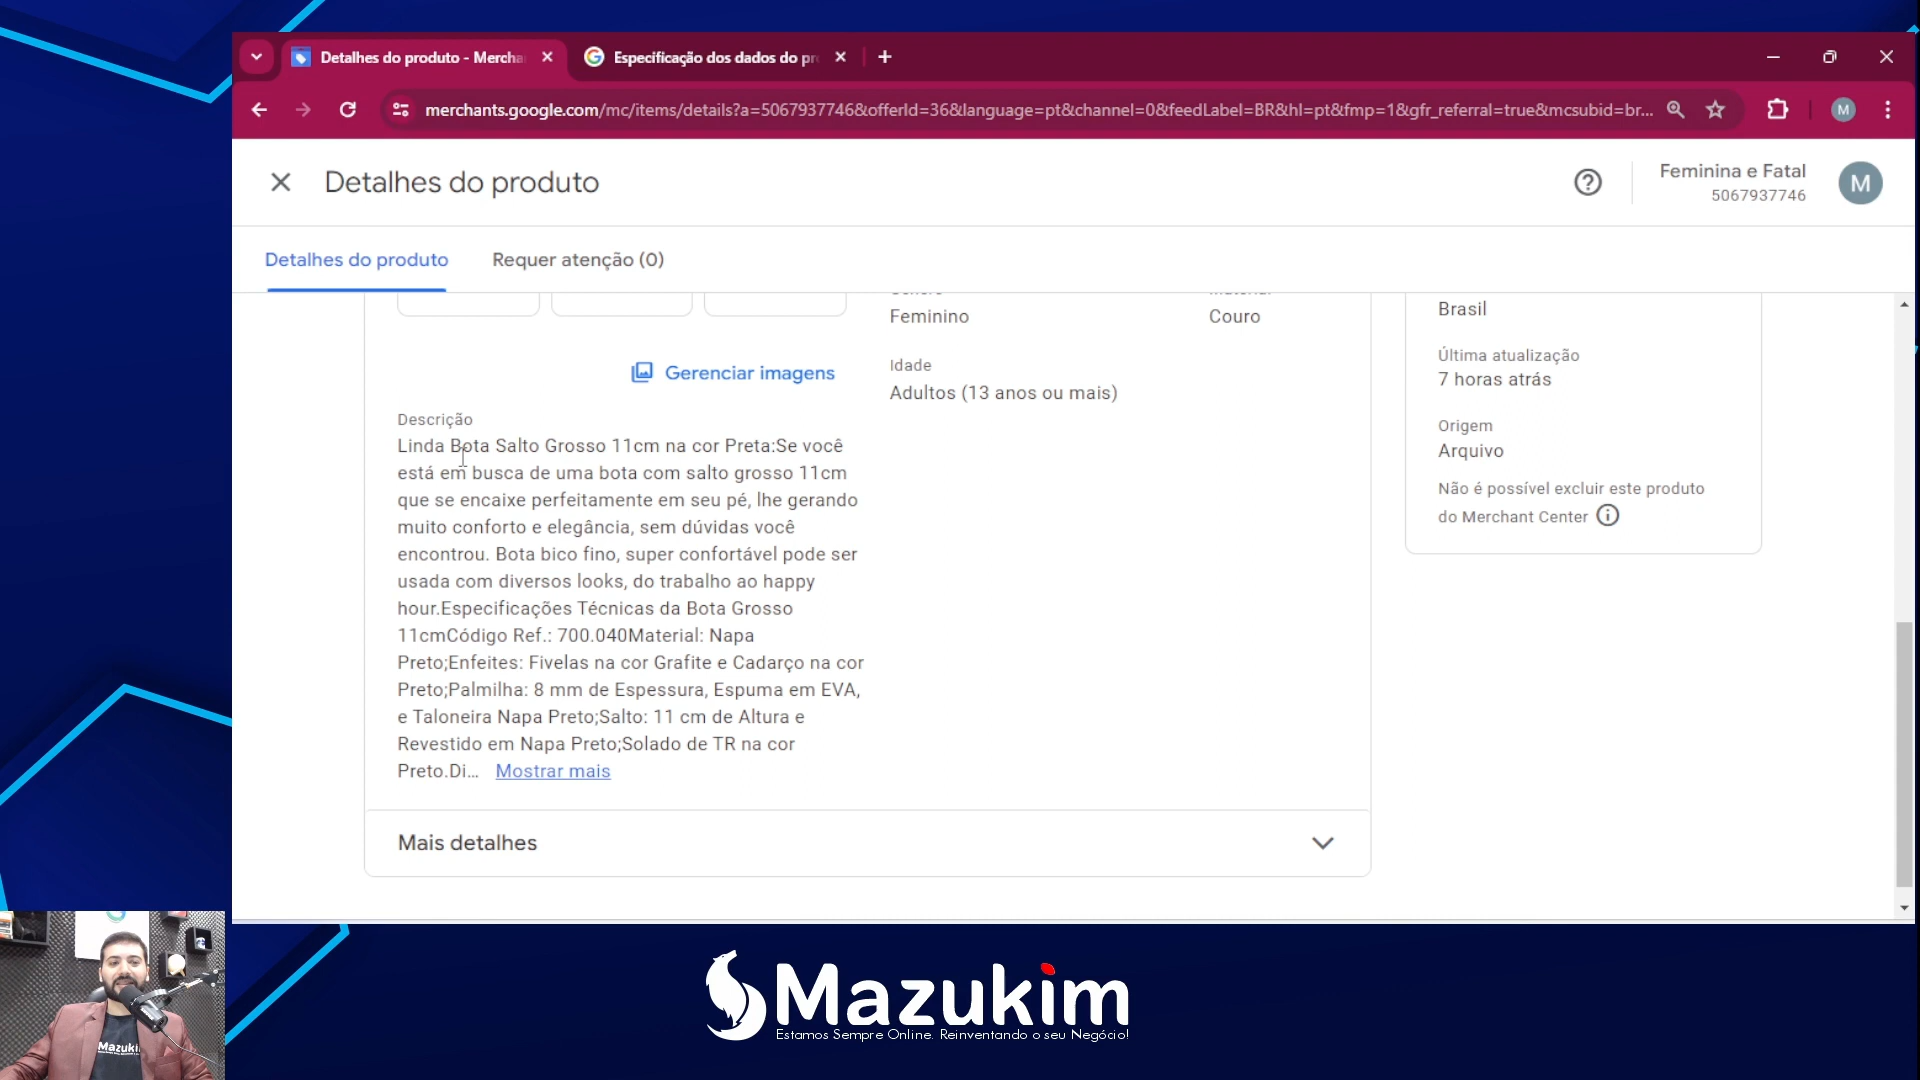 Detalhes do produto - Mercha
Especificação dos dados do pr
merchants.google.com/mc/items/details?a=5067937746&offerId=36&language=pt&channel=0&feedLabel=BR&hl=pt&fmp=1&gfr_referral=true&mcsubid=br...
M
Detalhes do produto
Feminina e Fatal
5067937746
M
Detalhes do produto
Requer atenção (0)
Feminino
Couro
Idade
Adultos (13 anos ou mais)
Gerenciar imagens
Descrição
Linda Bota Salto Grosso 11cm na cor Preta:Se você
está em busca de uma bota com salto grosso 11cm
que se encaixe perfeitamente em seu pé, lhe gerando
muito conforto e elegância, sem dúvidas você
encontrou. Bota bico fino, super confortável pode ser
usada com diversos looks, do trabalho ao happy
hour.Especificações Técnicas da Bota Grosso
11cmCódigo Ref.: 700.040Material: Napa
Preto;Enfeites: Fivelas na cor Grafite e Cadarço na cor
Preto;Palmilha: 8 mm de Espessura, Espuma em EVA,
e Taloneira Napa Preto;Salto: 11 cm de Altura e
Revestido em Napa Preto;Solado de TR na cor
Preto.Di... Mostrar mais
Mais detalhes
Brasil
Última atualização
7 horas atrás
Origem
Arquivo
Não é possível excluir este produto
do Merchant Center
Mazuki
Mazukim
Estamos Sempre Online. Reinventando o seu Negócio!